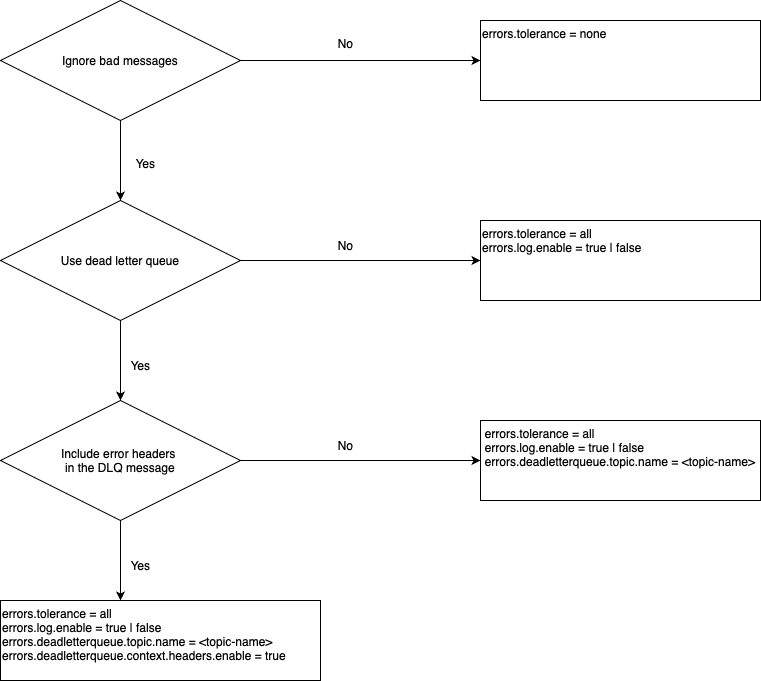 Ignore bad messages
No
errors.tolerance = none
Yes
Use dead letter queue
No
errors.tolerance = all
errors.log.enable = true | false
Yes
Include error headers
in the DLQ message
No
errors.tolerance = all
errors.log.enable = true | false
errors.deadletterqueue.topic.name = <topic-name>
Yes
errors.tolerance = all
errors.log.enable = true | false
errors.deadletterqueue.topic.name = <topic-name>
errors.deadletterqueue.context.headers.enable = true